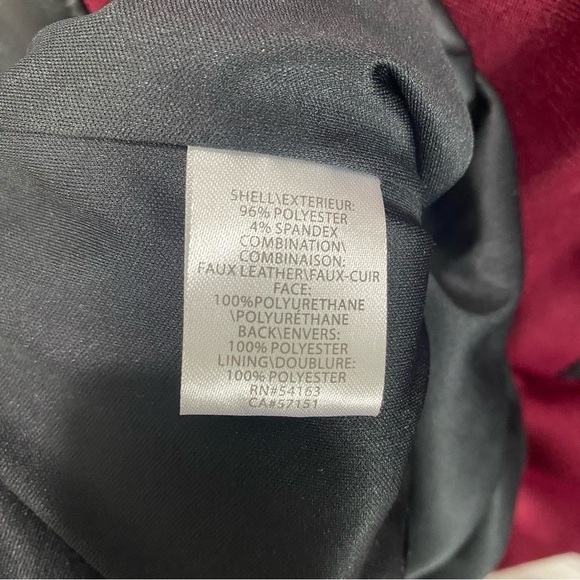 SHELL\EXTERIEUR:
96% POLYESTER
4% SPANDEX
COMBINATION\
COMBINAISON:
FAUX LEATHER\FAUX-CUIR
FACE:
100%POLYURETHANE
\POLYURÉTHANE
BACK\ENVERS:
100% POLYESTER
LINING\DOUBLURE:
100% POLYESTER
RN#54163
CA#57151